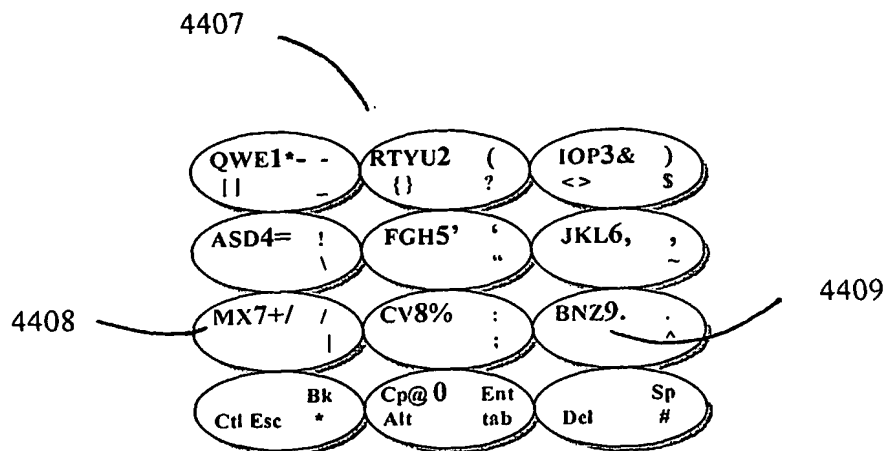 4407
QWE1*- - RTYU2 ( IOP3& )
[] _ {} ? <> $
ASD4= ! FGH5’ ‘ JKL6, ,
\ “ ~
4408 MX7+/ / CV8% : BNZ9. . 4409
| ; ^
Bk Cp@ 0 Ent Sp
Ctl Esc * Alt tab Del #